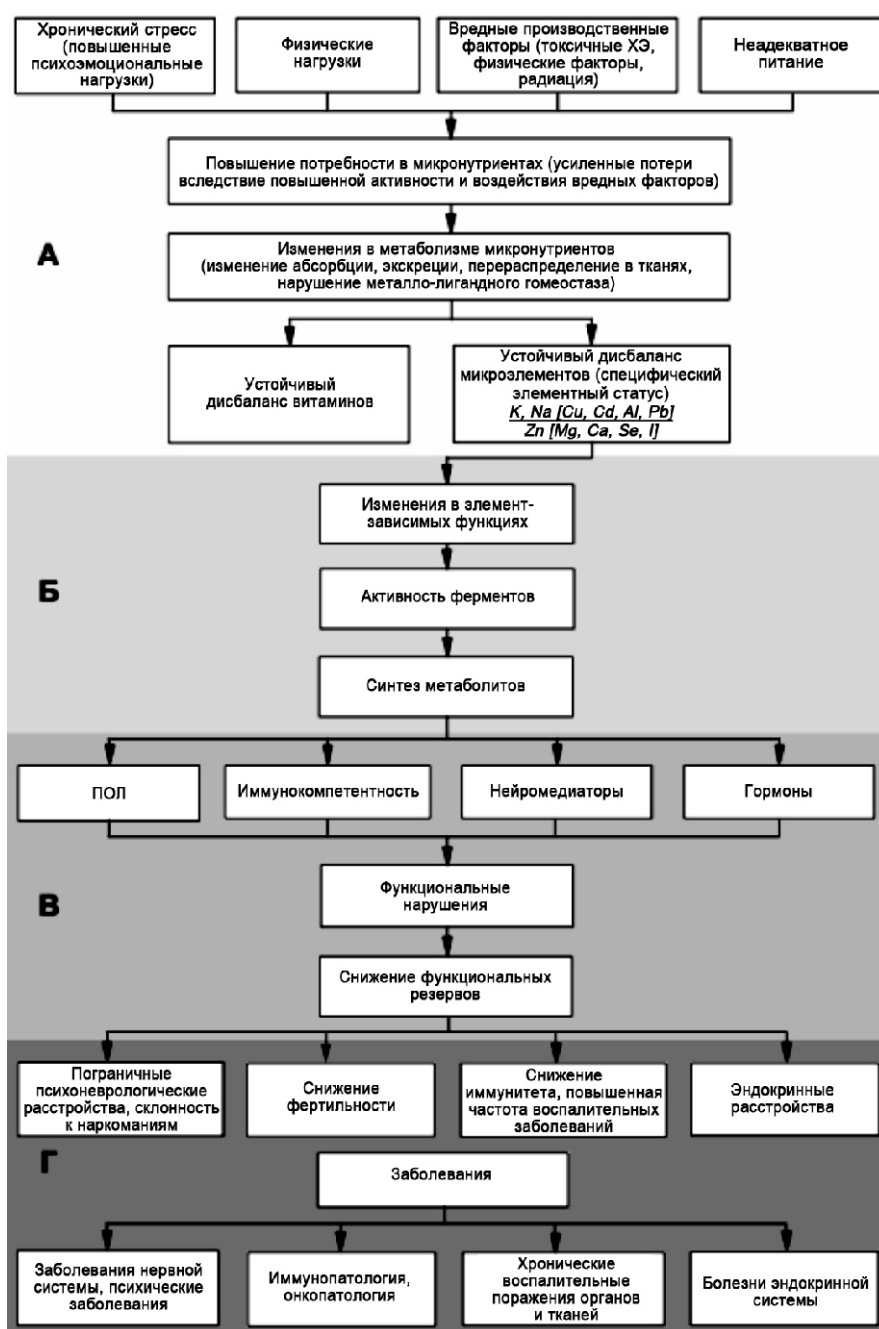 Хронический стресс
(повышенные
психоэмоциональные
нагрузки)
Физические
нагрузки
Вредные производственные
факторы (токсичные ХЭ,
физические факторы,
радиация)
Неадекватное
питание
Повышение потребности в микронутриентах (усиленные потери
вследствие повышенной активности и воздействия вредных факторов)
А
Изменения в метаболизме микронутриентов
(изменение абсорбции, экскреции, перераспределение в тканях,
нарушение металло-лигандного гомеостаза)
Устойчивый
дисбаланс витаминов
Устойчивый дисбаланс
микроэлементов (специфический
элементный статус)
K, Na [Cu, Cd, Al, Pb]
Zn [Mg, Ca, Se, I]
Изменения в элемент-
зависимых функциях
Б
Активность ферментов
Синтез метаболитов
ПОЛ
Иммунокомпетентность
Нейромедиаторы
Гормоны
Функциональные
нарушения
В
Снижение функциональных
резервов
Пограничные
психоневрологические
расстройства, склонность
к наркоманиям
Снижение
фертильности
Снижение
иммунитета, повышенная
частота воспалительных
заболеваний
Эндокринные
расстройства
Г
Заболевания
Заболевания нервной
системы, психические
заболевания
Иммунопатология,
онкопатология
Хронические
воспалительные
поражения органов
и тканей
Болезни эндокринной
системы